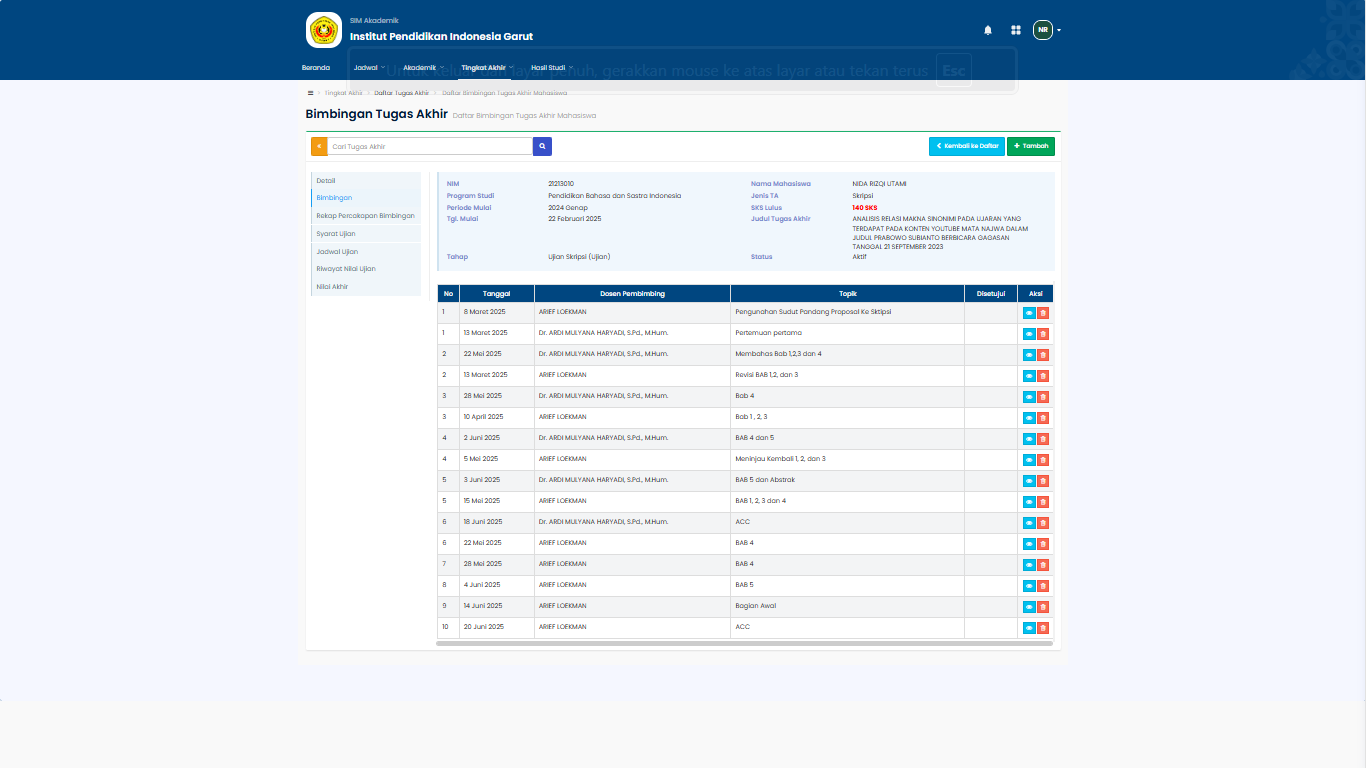 SIM Akademik
Institut Pendidikan Indonesia Garut
NR
Beranda Jadwal Akademik Tingkat Akhir Hasil Studi
Untuk keluar dari layar penuh, gerakkan mouse ke atas layar atau tekan terus Esc
Tingkat Akhir > Daftar Tugas Akhir > Daftar Bimbingan Tugas Akhir Mahasiswa
Bimbingan Tugas Akhir Daftar Bimbingan Tugas Akhir Mahasiswa
Cari Tugas Akhir
Kembali ke Daftar
Tambah
Detail
Bimbingan
Rekap Percakapan Bimbingan
Syarat Ujian
Jadwal Ujian
Riwayat Nilai Ujian
Nilai Akhir
NIM 21213010 Nama Mahasiswa NIDA RIZQI UTAMI
Program Studi Pendidikan Bahasa dan Sastra Indonesia Jenis TA Skripsi
Periode Mulai 2024 Genap SKS Lulus 140 SKS
Tgl. Mulai 22 Februari 2025 Judul Tugas Akhir ANALISIS RELASI MAKNA SINONIMI PADA UJARAN YANG
TERDAPAT PADA KONTEN YOUTUBE MATA NAJWA DALAM
JUDUL PRABOWO SUBIANTO BERBICARA GAGASAN
TANGGAL 21 SEPTEMBER 2023
Tahap Ujian Skripsi (Ujian) Status Aktif
No Tanggal Dosen Pembimbing Topik Disetujui Aksi
1 8 Maret 2025 ARIEF LOEKMAN Pengunahan Sudut Pandang Proposal Ke Sktipsi
1 13 Maret 2025 Dr. ARDI MULYANA HARYADI, S.Pd., M.Hum. Pertemuan pertama
2 22 Mei 2025 Dr. ARDI MULYANA HARYADI, S.Pd., M.Hum. Membahas Bab 1,2,3 dan 4
2 13 Maret 2025 ARIEF LOEKMAN Revisi BAB 1,2, dan 3
3 28 Mei 2025 Dr. ARDI MULYANA HARYADI, S.Pd., M.Hum. Bab 4
3 10 April 2025 ARIEF LOEKMAN Bab 1 , 2, 3
4 2 Juni 2025 Dr. ARDI MULYANA HARYADI, S.Pd., M.Hum. BAB 4 dan 5
4 5 Mei 2025 ARIEF LOEKMAN Meninjau Kembali 1, 2, dan 3
5 3 Juni 2025 Dr. ARDI MULYANA HARYADI, S.Pd., M.Hum. BAB 5 dan Abstrak
5 15 Mei 2025 ARIEF LOEKMAN BAB 1, 2, 3 dan 4
6 18 Juni 2025 Dr. ARDI MULYANA HARYADI, S.Pd., M.Hum. ACC
6 22 Mei 2025 ARIEF LOEKMAN BAB 4
7 28 Mei 2025 ARIEF LOEKMAN BAB 4
8 4 Juni 2025 ARIEF LOEKMAN BAB 5
9 14 Juni 2025 ARIEF LOEKMAN Bagian Awal
10 20 Juni 2025 ARIEF LOEKMAN ACC